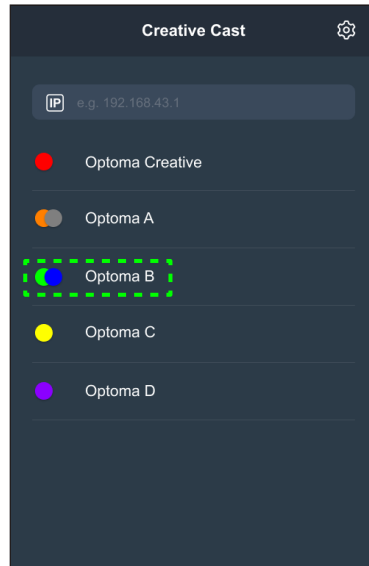 Creative Cast
IP e.g. 192.168.43.1
Optoma Creative
Optoma A
Optoma B
Optoma C
Optoma D